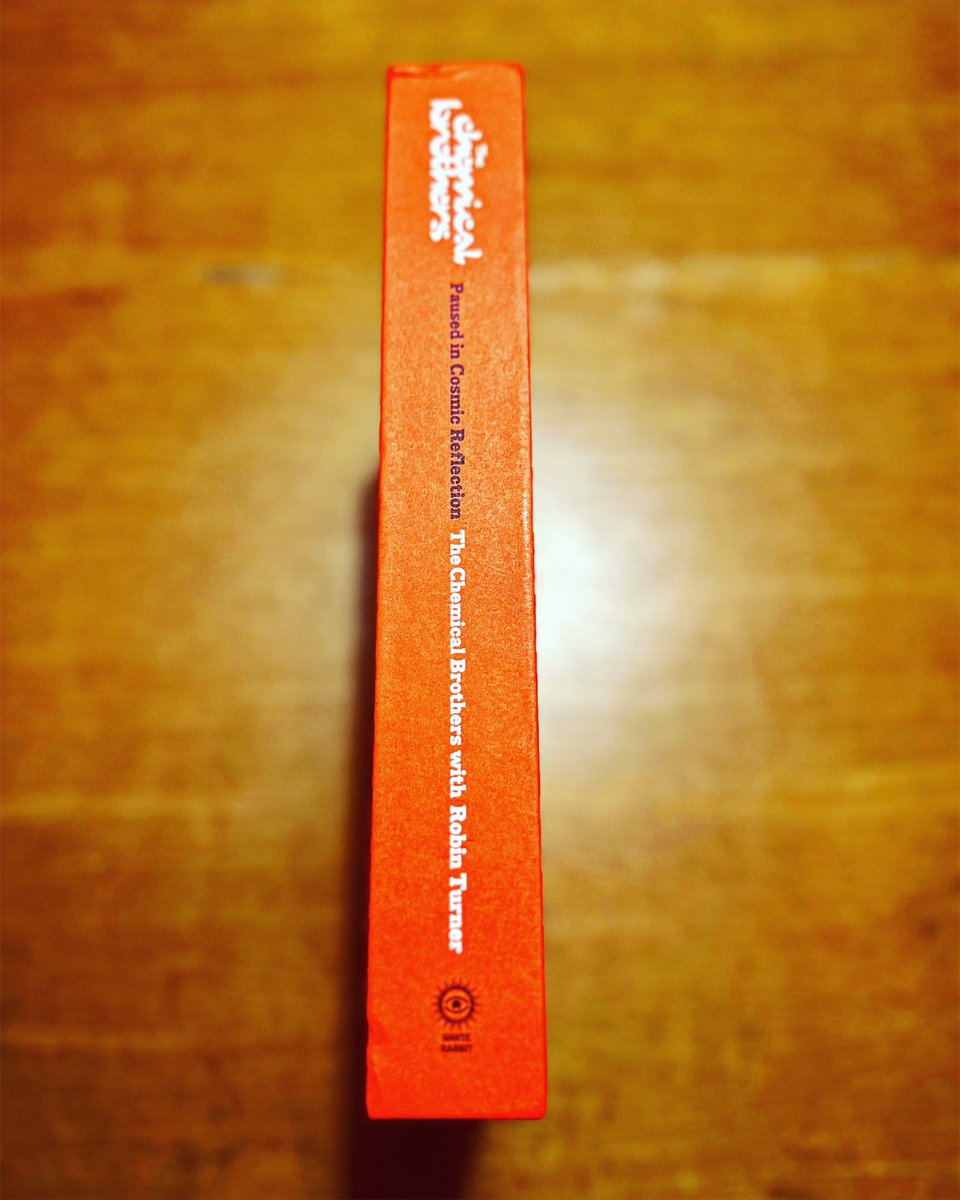 The
chemical
brothers
Paused in Cosmic Reflection
The Chemical Brothers with Robin Turner
WHITE
RABBIT